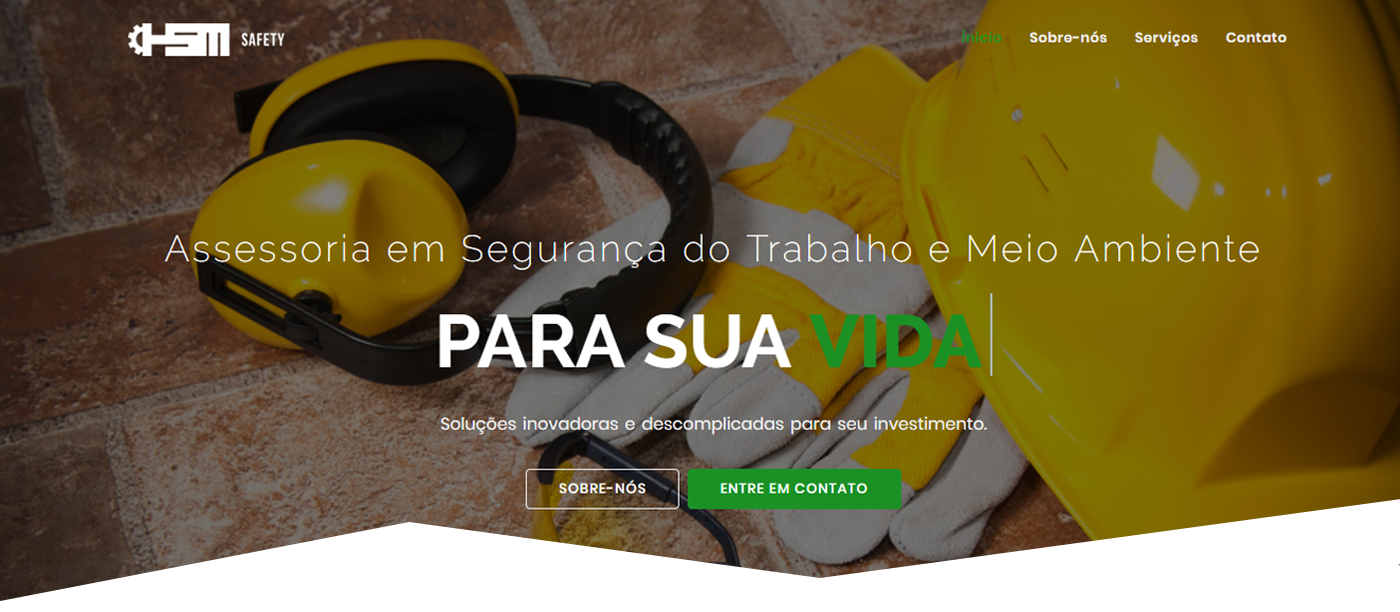 HSM SAFETY
Início Sobre-nós Serviços Contato
Assessoria em Segurança do Trabalho e Meio Ambiente
PARA SUA VIDA
Soluções inovadoras e descomplicadas para seu investimento.
SOBRE-NÓS ENTRE EM CONTATO